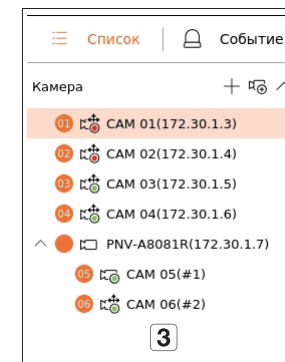 Список Событие
Камера
01 CAM 01(172.30.1.3)
02 CAM 02(172.30.1.4)
03 CAM 03(172.30.1.5)
04 CAM 04(172.30.1.6)
PNV-A8081R(172.30.1.7)
05 CAM 05(#1)
06 CAM 06(#2)
3